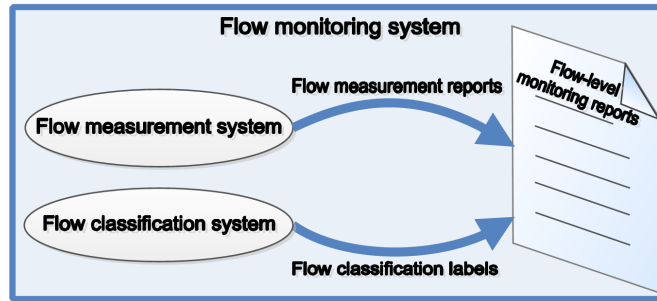 Flow monitoring system
Flow measurement reports
Flow-level
monitoring reports
Flow measurement system
Flow classification system
Flow classification labels